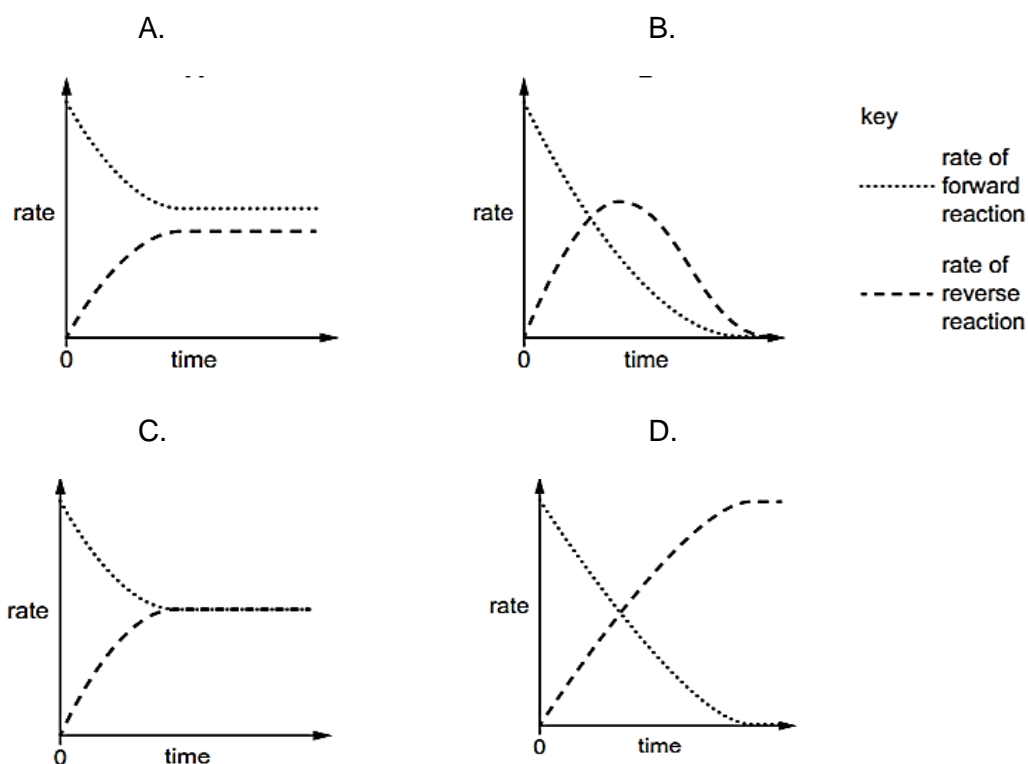 A.
B.
rate
0
time
rate
0
time
key
rate of
forward
reaction
rate of
reverse
reaction
C.
D.
rate
0
time
rate
0
time